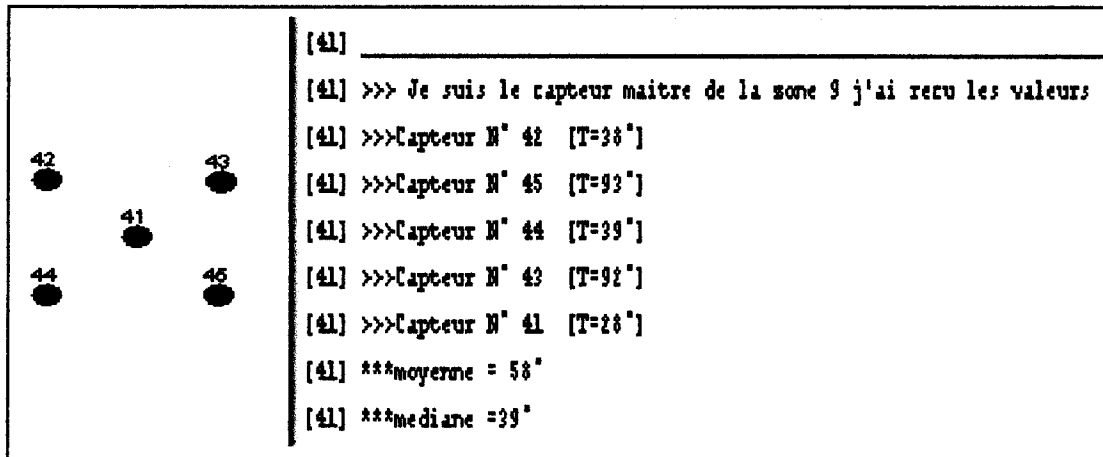 42 43
41
44 45
[41]
[41] >>> Je suis le capteur maitre de la zone 9 j'ai recu les valeurs
[41] >>>Capteur N° 42 [T=38°]
[41] >>>Capteur N° 45 [T=93°]
[41] >>>Capteur N° 44 [T=39°]
[41] >>>Capteur N° 43 [T=92°]
[41] >>>Capteur N° 41 [T=28°]
[41] ***moyenne = 58°
[41] ***mediane =39°